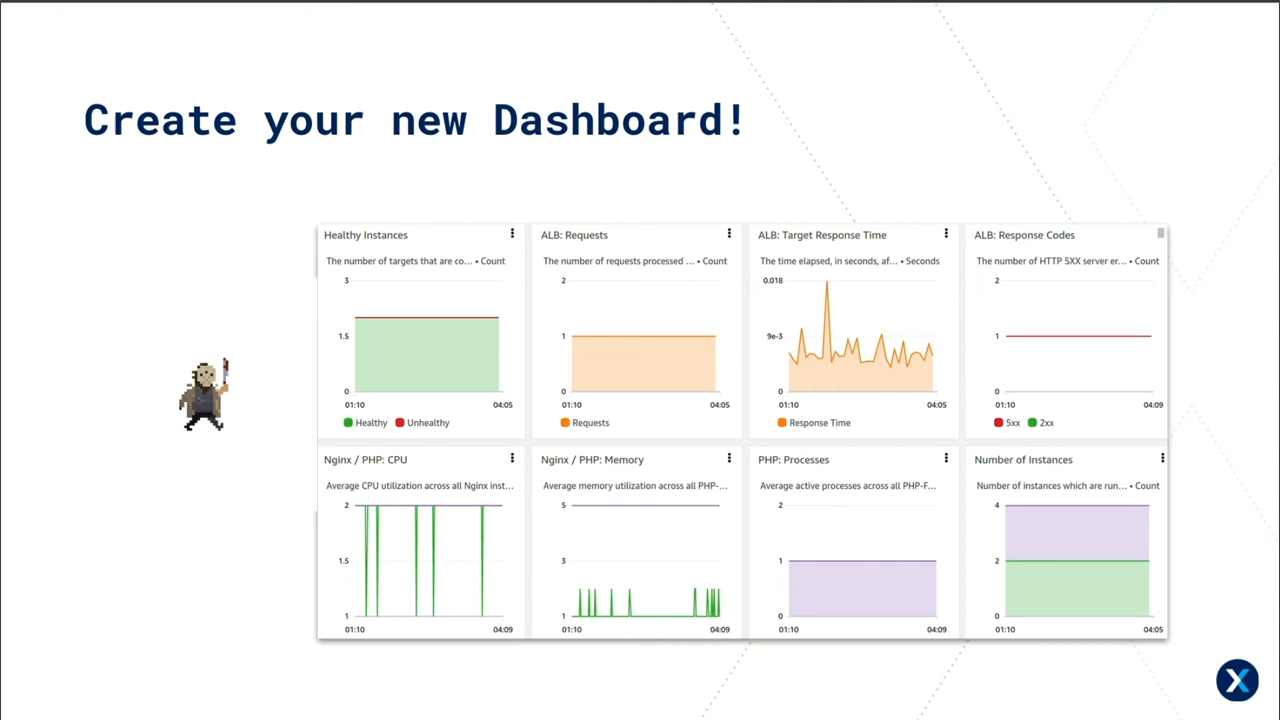 Create your new Dashboard!
Healthy Instances
The number of targets that are co... • Count
3
1.5
0
01:10 04:05
Healthy Unhealthy
ALB: Requests
The number of requests processed ... • Count
2
1
0
01:10 04:05
Requests
ALB: Target Response Time
The time elapsed, in seconds, af... • Seconds
0.018
9e-3
0
01:10 04:05
Response Time
ALB: Response Codes
The number of HTTP 5XX server er... • Count
2
1
0
01:10 04:09
5xx 2xx
Nginx / PHP: CPU
Average CPU utilization across all Nginx inst...
2
1.5
1
01:10 04:09
Nginx / PHP: Memory
Average memory utilization across all PHP-...
5
3
1
01:10 04:09
PHP: Processes
Average active processes across all PHP-F...
2
1
0
01:10 04:09
Number of Instances
Number of instances which are run... • Count
4
2
0
01:10 04:05
X